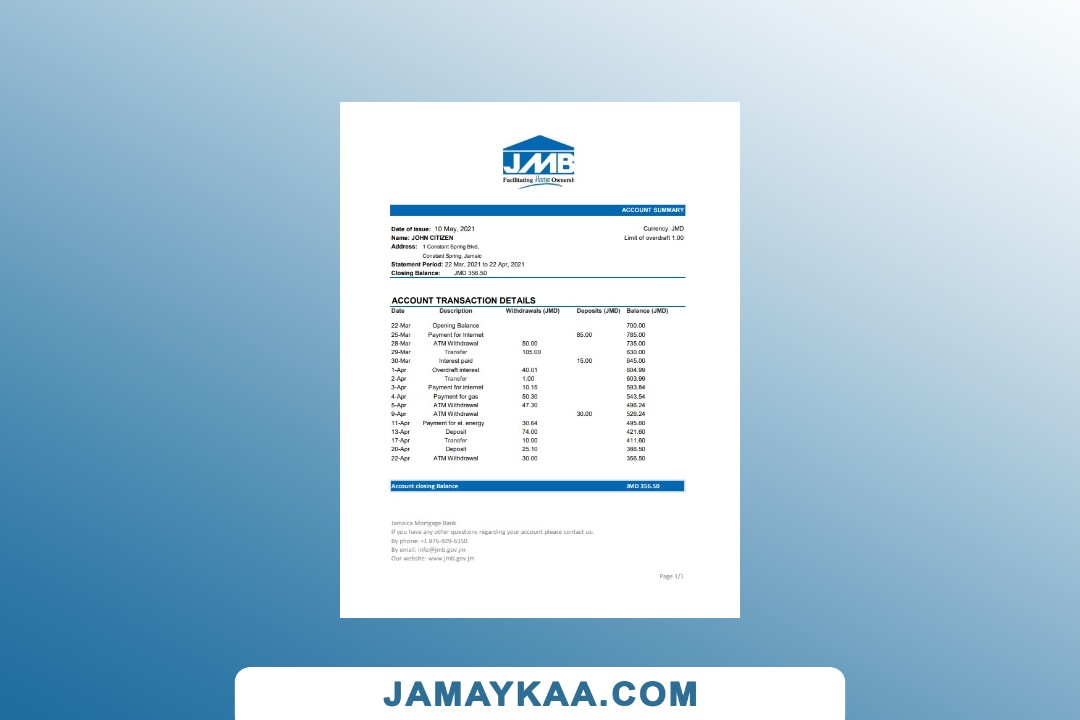 JMB
Facilitating Home Ownersh
ACCOUNT SUMMARY
Date of issue: 10 May, 2021
Currency: JMD
Name: JOHN CITIZEN
Limit of overdraft 1.00
Address: 1 Constant Spring Blvd.
Constant Spring, Jamaic
Statement Period: 22 Mar, 2021 to 22 Apr, 2021
Closing Balance: JMD 356.50
ACCOUNT TRANSACTION DETAILS
Date Description Withdrawals (JMD) Deposits (JMD) Balance (JMD)
22-Mar Opening Balance 700.00
25-Mar Payment for Internet 85.00 785.00
28-Mar ATM Withdrawal 50.00 735.00
29-Mar Transfer 105.00 630.00
30-Mar Interest paid 15.00 645.00
1-Apr Overdraft interest 40.01 604.99
2-Apr Transfer 1.00 603.99
3-Apr Payment for internet 10.15 593.84
4-Apr Payment for gas 50.30 543.54
5-Apr ATM Withdrawal 47.30 496.24
9-Apr ATM Withdrawal 30.00 526.24
11-Apr Payment for el. energy 30.64 495.60
13-Apr Deposit 74.00 421.60
17-Apr Transfer 10.00 411.60
20-Apr Deposit 25.10 386.50
22-Apr ATM Withdrawal 30.00 356.50
Account closing Balance JMD 356.50
Jamaica Mortgage Bank
If you have any other questions regarding your account please contact us:
By phone: +1 876-929-6350
By email: info@jmb.gov.jm
Our website: www.jmb.gov.jm
Page 1/1
JAMAYKAA.COM